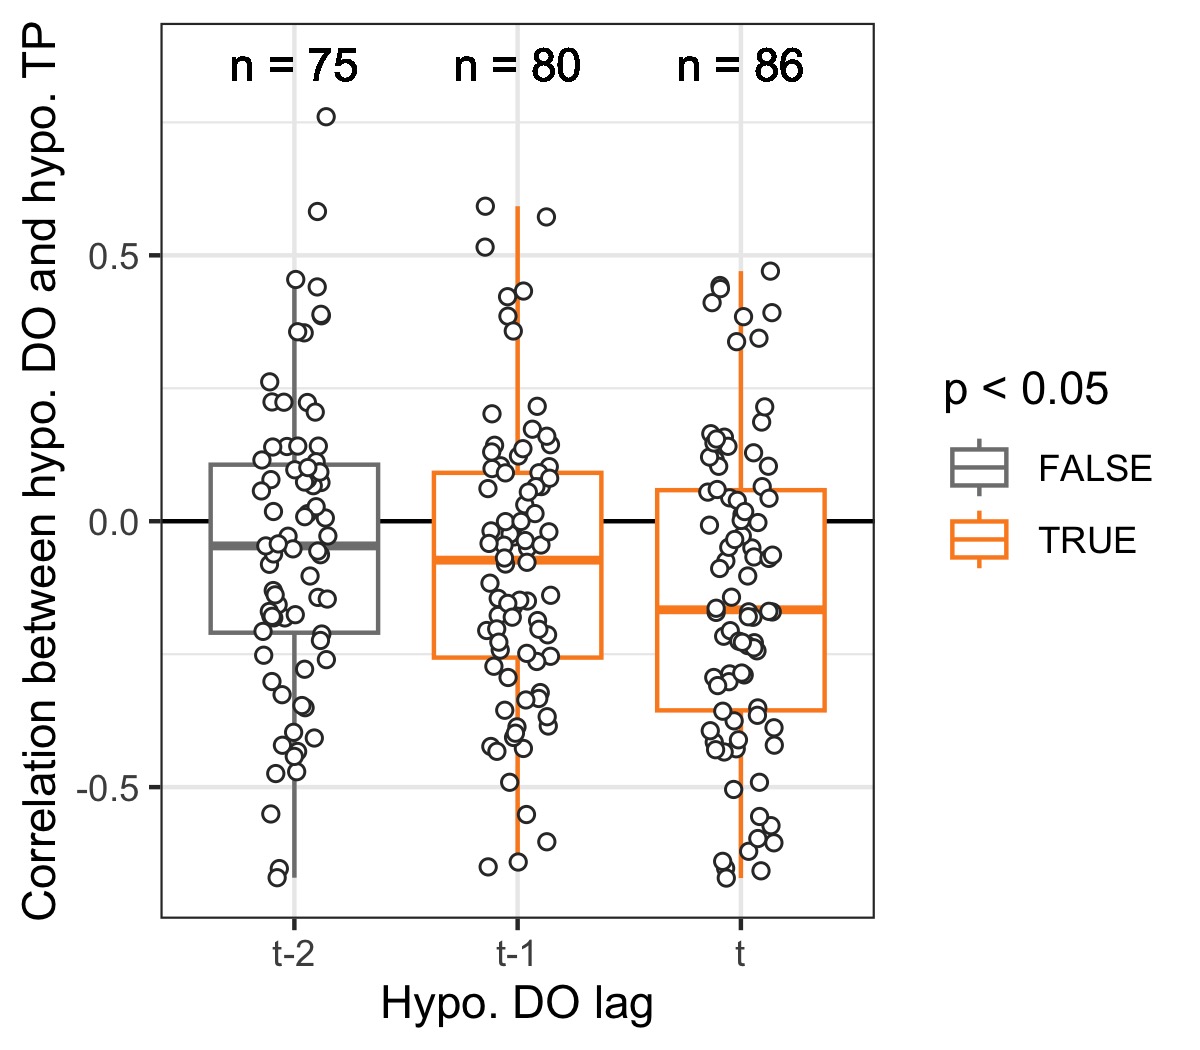 Correlation between hypo. DO and hypo. TP
n = 75
n = 80
n = 86
0.5
0.0
-0.5
t-2
t-1
t
Hypo. DO lag
p < 0.05
FALSE
TRUE